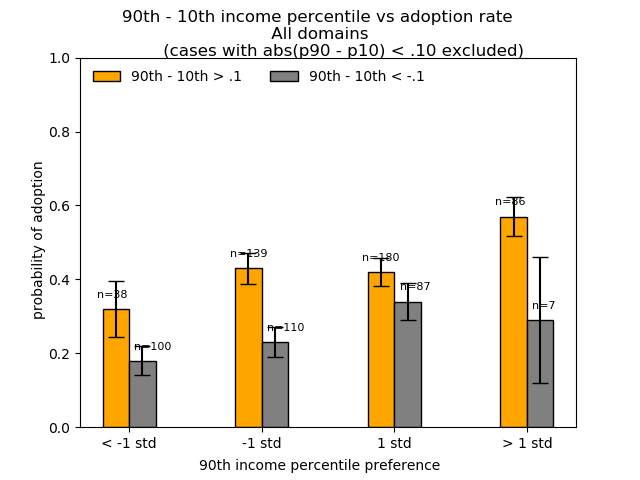 90th - 10th income percentile vs adoption rate
All domains
(cases with abs(p90 - p10) < .10 excluded)
90th - 10th > .1
90th - 10th < -.1
probability of adoption
1.0
0.8
0.6
0.4
0.2
0.0
n=38
n=100
n=139
n=110
n=180
n=87
n=86
n=7
< -1 std
-1 std
1 std
> 1 std
90th income percentile preference